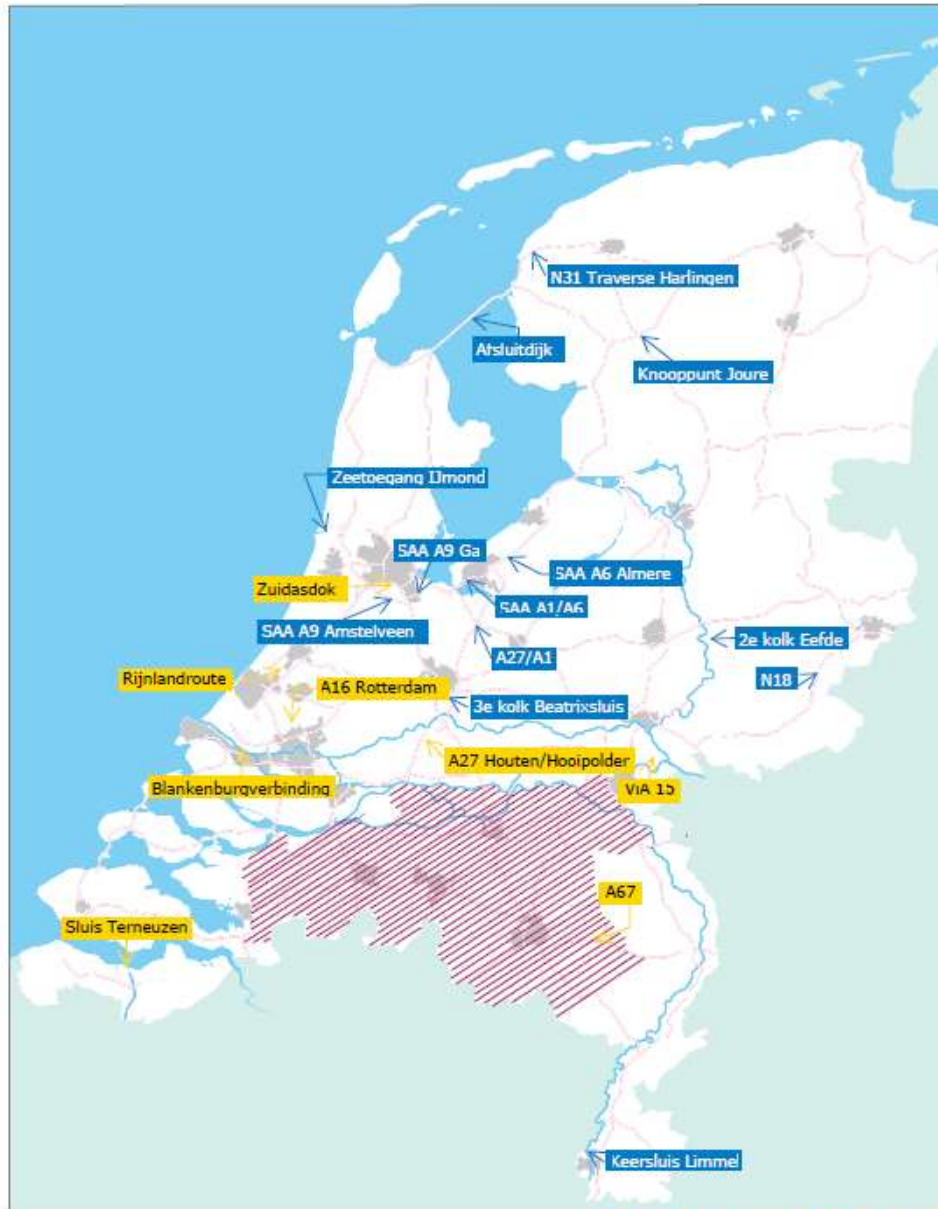 N31 Traverse Harlingen
Afsluitdijk
Knooppunt Joure
Zeetoegang IJmond
SAA A9 Ga
SAA A6 Almere
Zuidasdok
SAA A1/A6
SAA A9 Amstelveen
2e kolk Eefde
A27/A1
Rijnlandroute
A16 Rotterdam
N18
3e kolk Beatrixsluis
A27 Houten/Hooipolder
Blankenburgverbinding
ViA 15
A67
Sluis Terneuzen
Keersluis Limmel